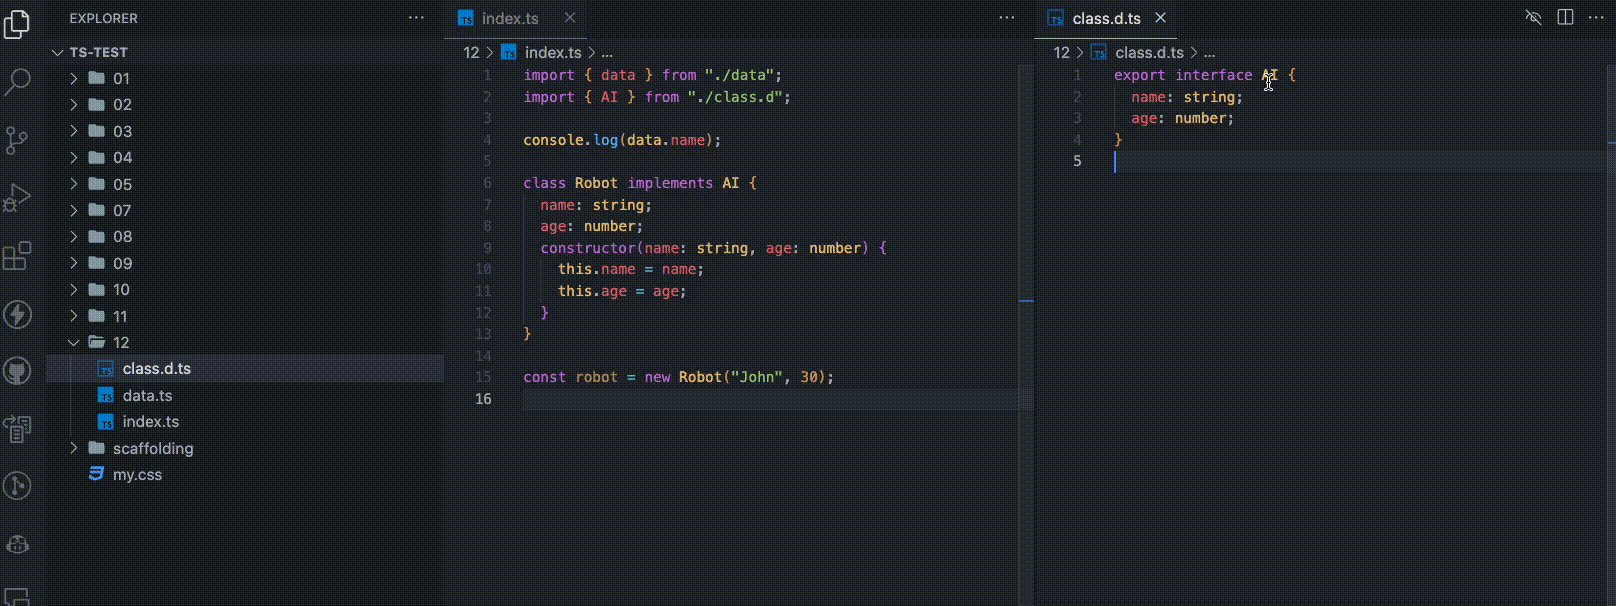 EXPLORER
TS-TEST
01
02
03
04
05
07
08
09
10
11
12
class.d.ts
data.ts
index.ts
scaffolding
my.css
index.ts
12 > index.ts > ...
1 import { data } from "./data";
2 import { AI } from "./class.d";
3
4 console.log(data.name);
5
6 class Robot implements AI {
7 name: string;
8 age: number;
9 constructor(name: string, age: number) {
10 this.name = name;
11 this.age = age;
12 }
13 }
14
15 const robot = new Robot("John", 30);
16
class.d.ts
12 > class.d.ts > ...
1 export interface AI {
2 name: string;
3 age: number;
4 }
5